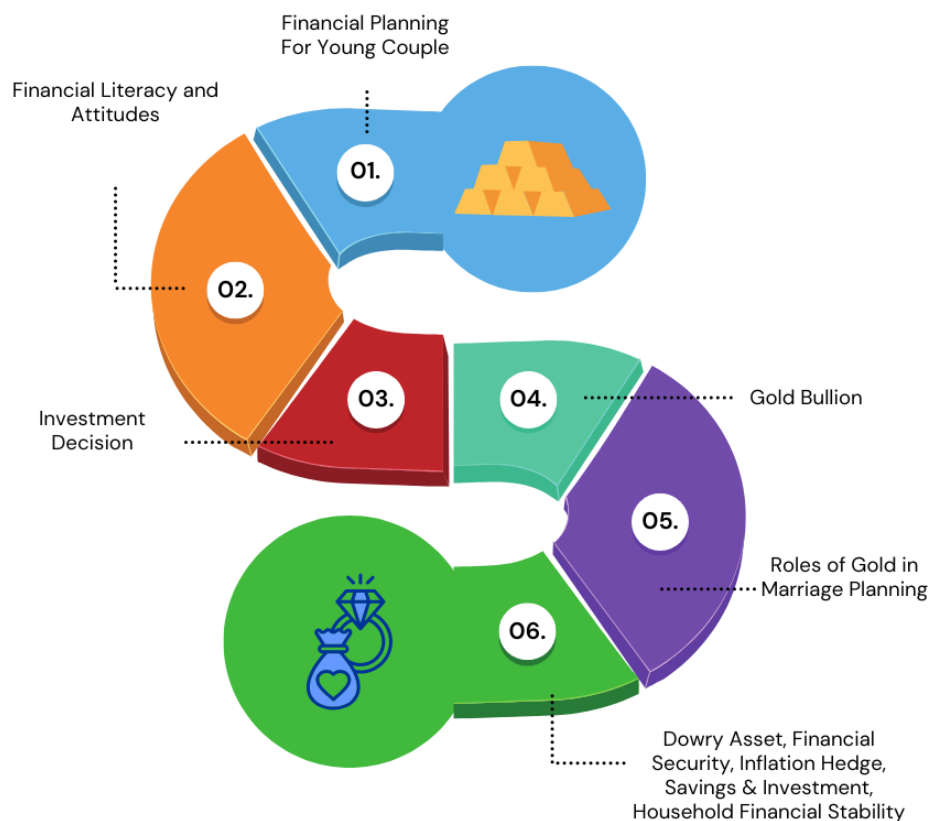 Financial Planning
For Young Couple
01.
Financial Literacy and
Attitudes
02.
Investment
Decision
03.
04.
Gold Bullion
05.
Roles of Gold in
Marriage Planning
06.
Dowry Asset, Financial
Security, Inflation Hedge,
Savings & Investment,
Household Financial Stability